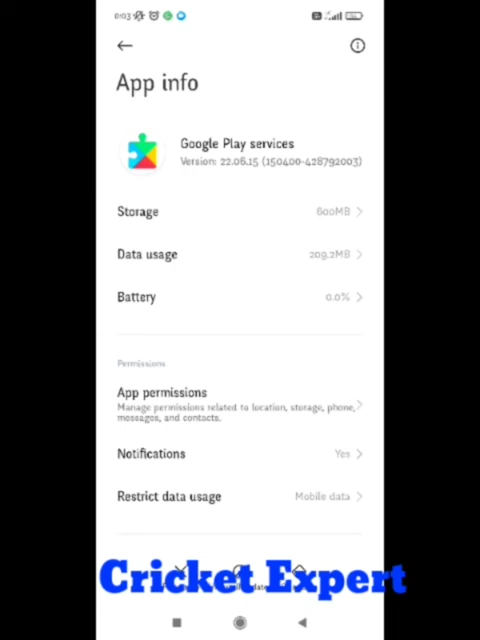 0:03
App info
Google Play services
Version: 22.06.15 (150400-428792003)
Storage 600MB
Data usage 209.2MB
Battery 0.0%
Permissions
App permissions
Manage permissions related to location, storage, phone,
messages, and contacts.
Notifications Yes
Restrict data usage Mobile data
Cricket Expert